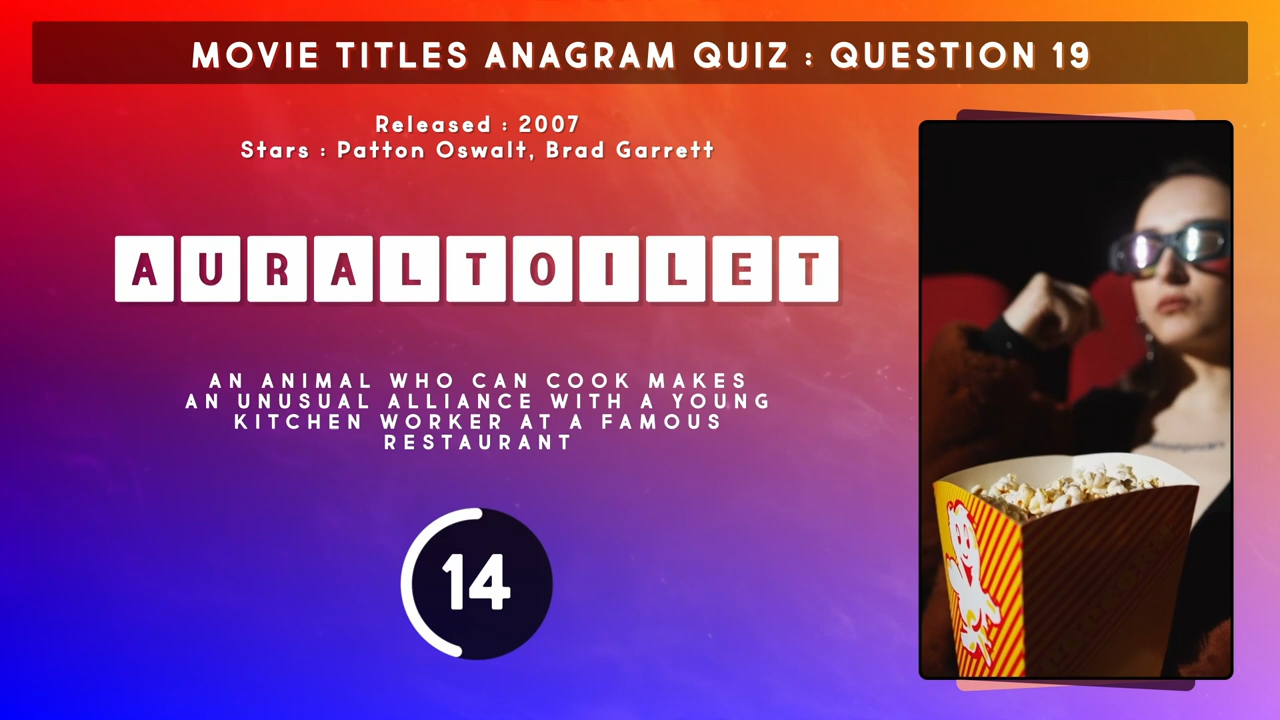 MOVIE TITLES ANAGRAM QUIZ : QUESTION 19
Released : 2007
Stars : Patton Oswalt, Brad Garrett
AURALTOILET
AN ANIMAL WHO CAN COOK MAKES
AN UNUSUAL ALLIANCE WITH A YOUNG
KITCHEN WORKER AT A FAMOUS
RESTAURANT
14